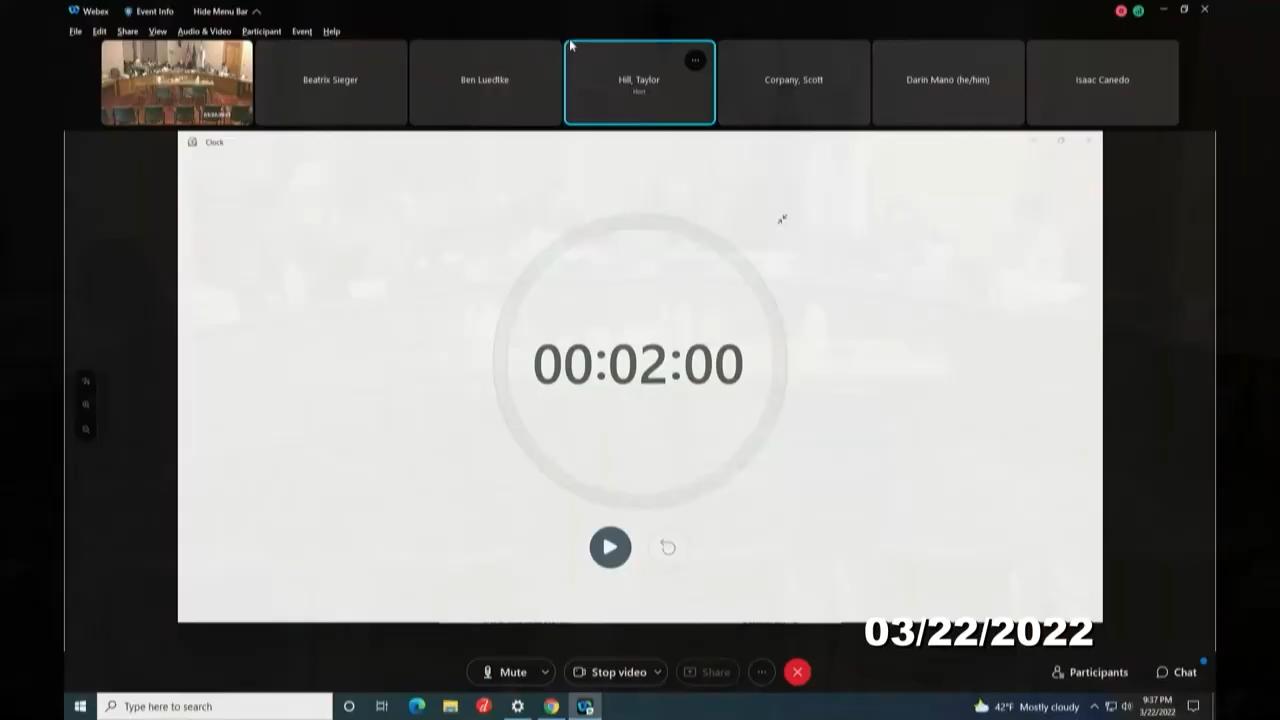 Webex Event Info Hide Menu Bar
File Edit Share View Audio & Video Participant Event Help
Beatrix Sieger
Ben Luedtke
Hill, Taylor
Host
Corpany, Scott
Darin Mano (he/him)
Isaac Canedo
Clock
00:02:00
03/22/2022
Mute Stop video Share
Participants Chat
Type here to search
42°F Mostly cloudy
9:37 PM
3/22/2022